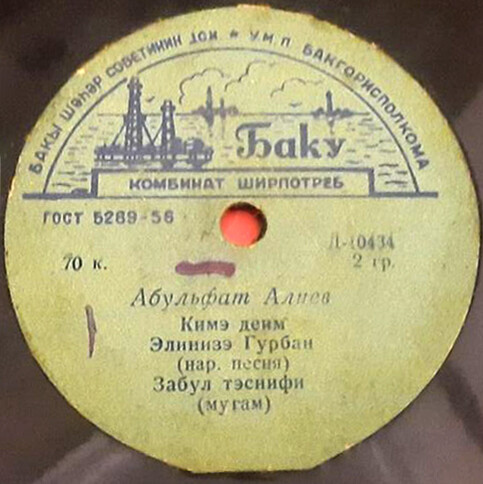 БАКЫ ШӘҺӘР СОВЕТИНИН ДОИ ★ У.М.П. БАКГОРИСПОЛКОМА
Баку
КОМБИНАТ ШИРПОТРЕБ
ГОСТ 5289-56
Д-10434
70 к.
2 гр.
Абульфат Алиев
Кимэ деим
Элинизэ Гурбан
(нар. песня)
Забул тэснифи
(мугам)